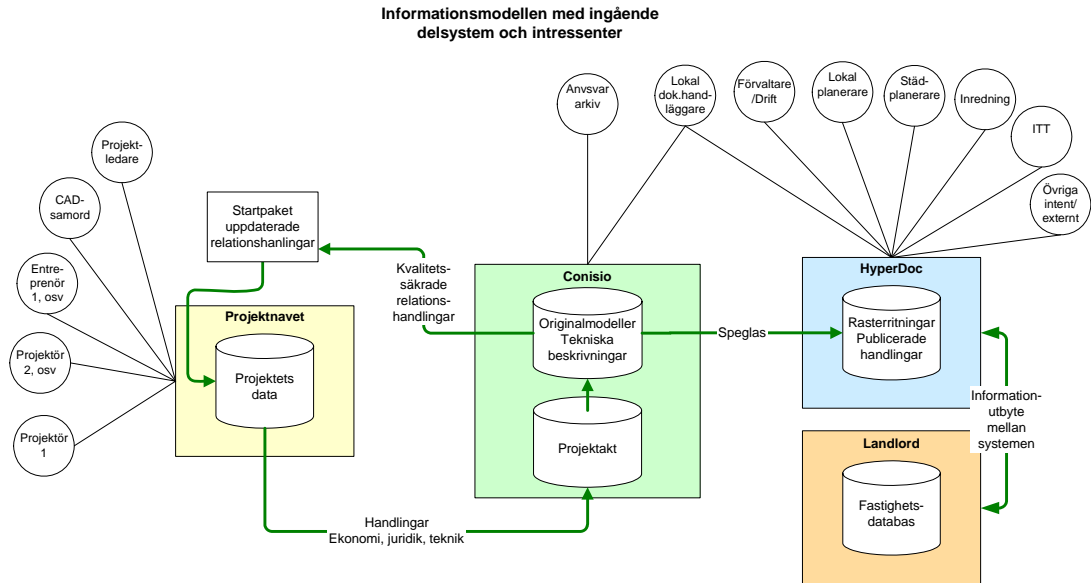 Informationsmodellen med ingående
delsystem och intressenter
Anvsvar
arkiv
Lokal
dok.hand-
läggare
Förvaltare
/Drift
Lokal
planerare
Städ-
planerare
Inredning
ITT
Övriga
intent/
externt
Projekt-
ledare
CAD-
samord
Entre-
prenör
1, osv
Projektör
2, osv
Projektör
1
Startpaket
uppdaterade
relationshanlingar
Kvalitets-
säkrade
relations-
handlingar
Projektnavet
Projektets
data
Conisio
Originalmodeller
Tekniska
beskrivningar
Projektakt
Speglas
HyperDoc
Rasterritningar
Publicerade
handlingar
Information-
utbyte
mellan
systemen
Landlord
Fastighets-
databas
Handlingar
Ekonomi, juridik, teknik